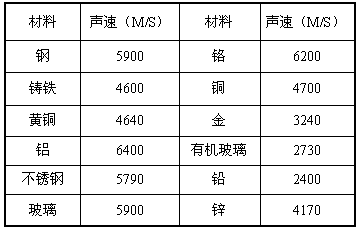 材料 声速（M/S） 材料 声速（M/S）
钢 5900 铬 6200
铸铁 4600 铜 4700
黄铜 4640 金 3240
铝 6400 有机玻璃 2730
不锈钢 5790 铅 2400
玻璃 5900 锌 4170